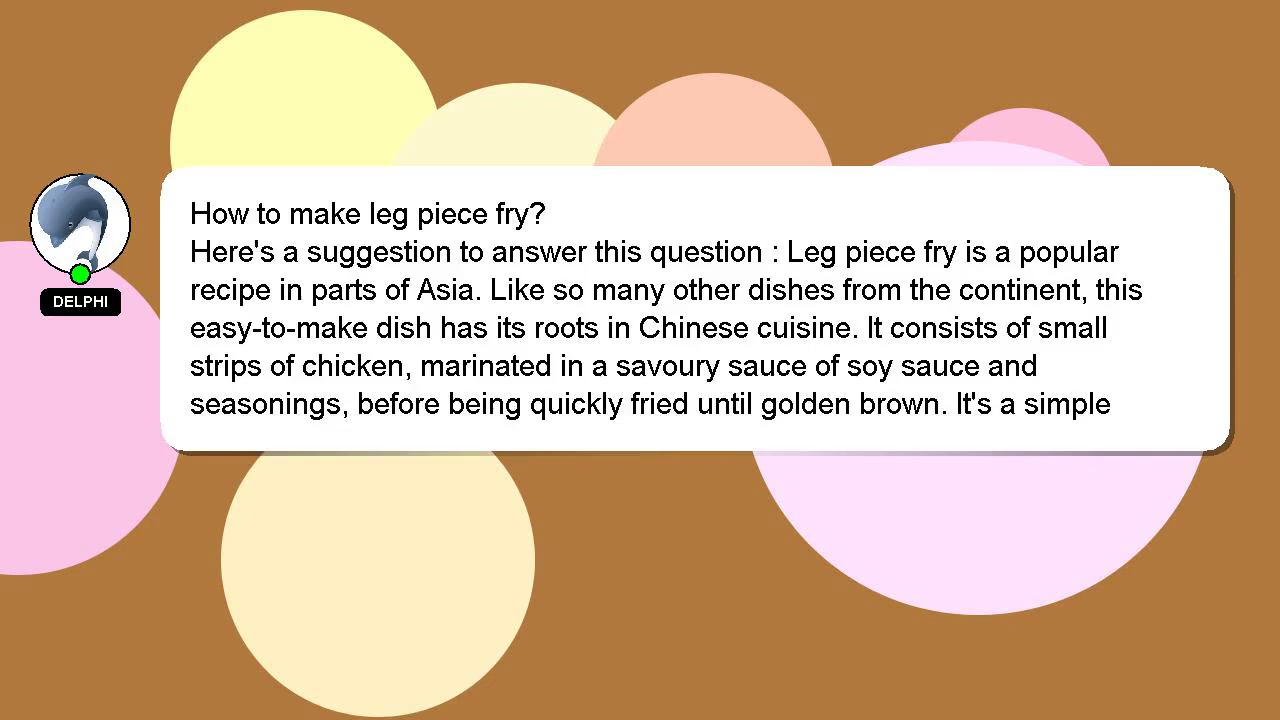 How to make leg piece fry?
Here's a suggestion to answer this question : Leg piece fry is a popular
recipe in parts of Asia. Like so many other dishes from the continent, this
easy-to-make dish has its roots in Chinese cuisine. It consists of small
strips of chicken, marinated in a savoury sauce of soy sauce and
seasonings, before being quickly fried until golden brown. It's a simple
DELPHI